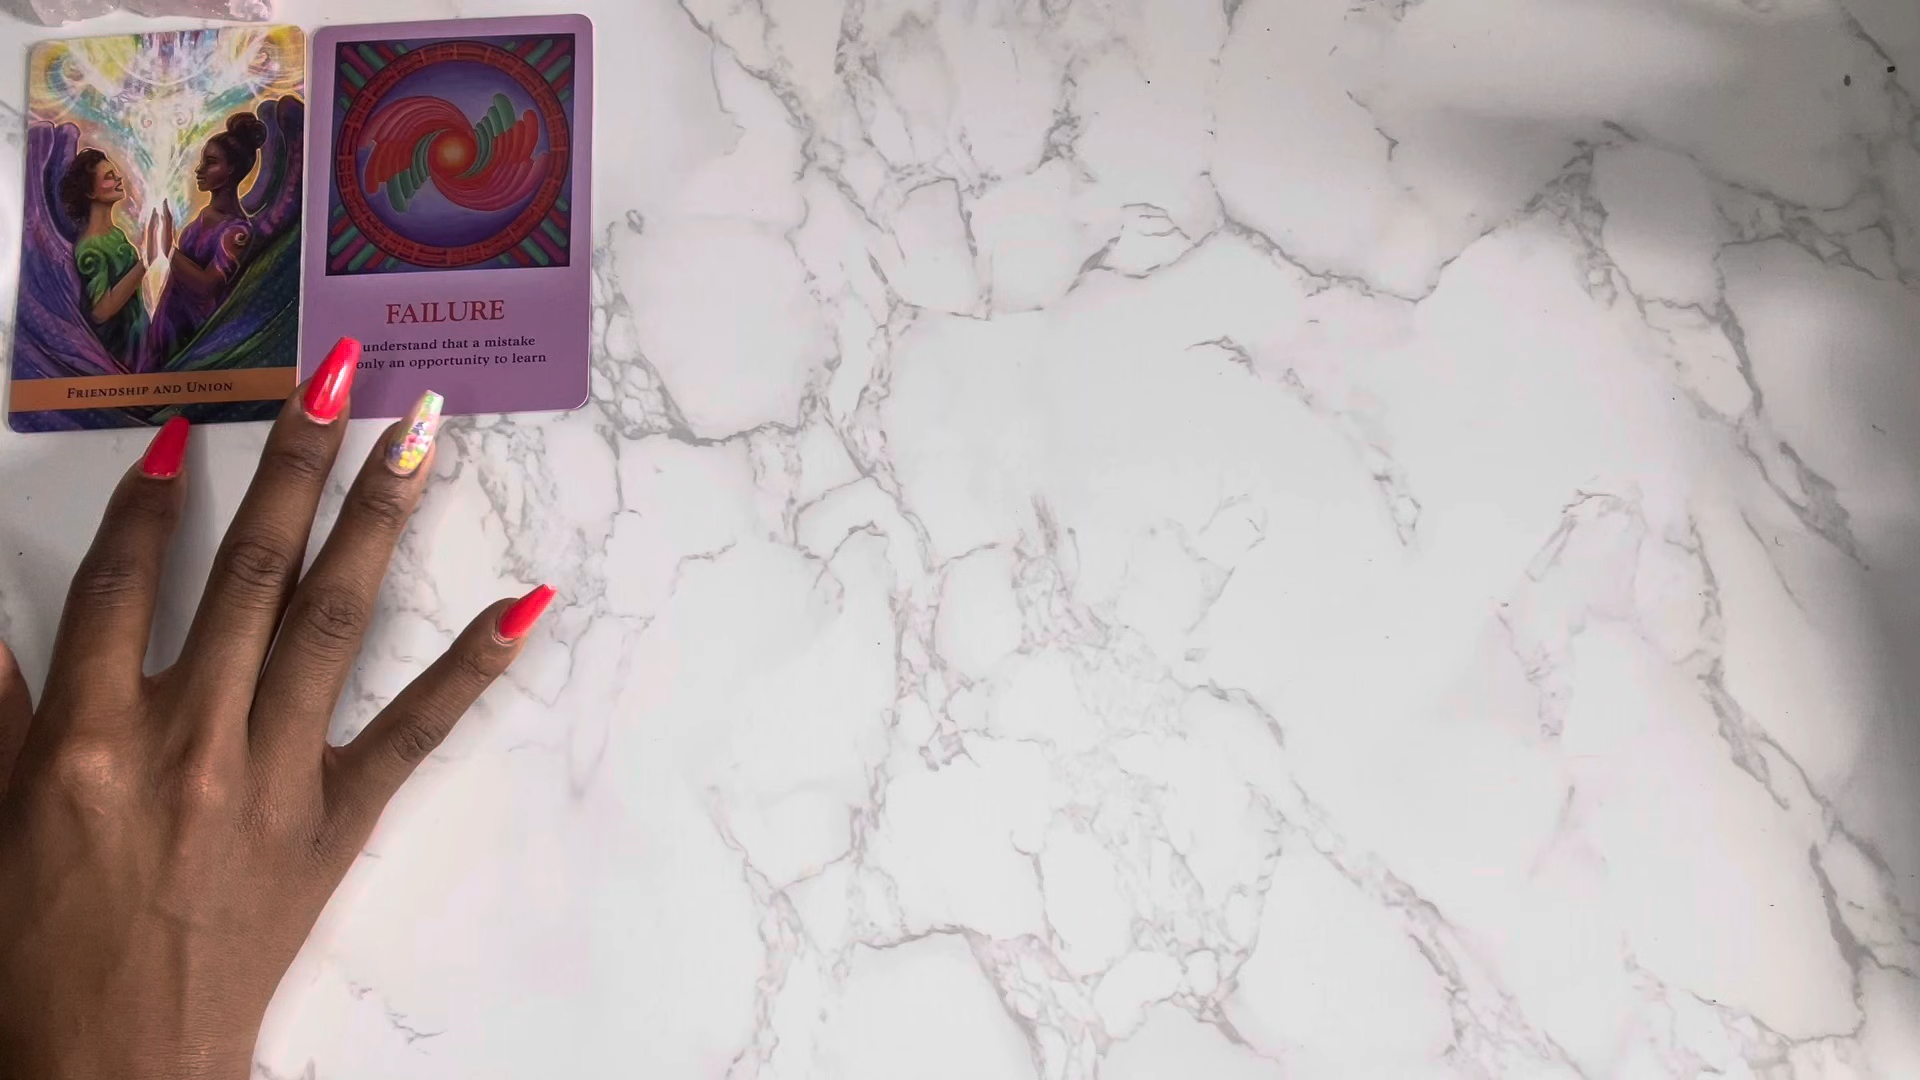 FRIENDSHIP AND UNION
FAILURE
understand that a mistake
only an opportunity to learn